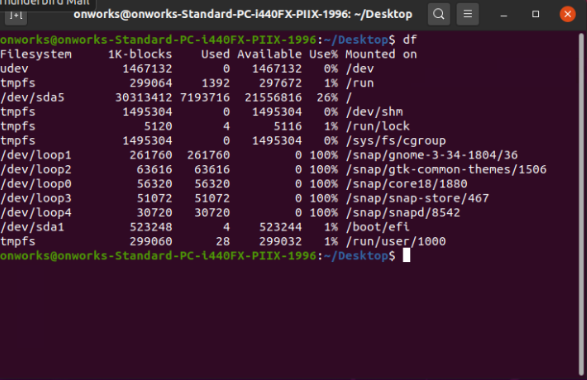 Thunderbird Mail
onworks@onworks-Standard-PC-i440FX-PIIX-1996: ~/Desktop
onworks@onworks-Standard-PC-i440FX-PIIX-1996:~/Desktop$ df
Filesystem     1K-blocks    Used Available Use% Mounted on
udev             1467132       0   1467132   0% /dev
tmpfs             299064    1392    297672   1% /run
/dev/sda5       30313412 7193716  21556816  26% /
tmpfs            1495304       0   1495304   0% /dev/shm
tmpfs               5120       4      5116   1% /run/lock
tmpfs            1495304       0   1495304   0% /sys/fs/cgroup
/dev/loop1        261760  261760         0 100% /snap/gnome-3-34-1804/36
/dev/loop2         63616   63616         0 100% /snap/gtk-common-themes/1506
/dev/loop0         56320   56320         0 100% /snap/core18/1880
/dev/loop3         51072   51072         0 100% /snap/snap-store/467
/dev/loop4         30720   30720         0 100% /snap/snapd/8542
/dev/sda1         523248       4    523244   1% /boot/efi
tmpfs             299060      28    299032   1% /run/user/1000
onworks@onworks-Standard-PC-i440FX-PIIX-1996:~/Desktop$